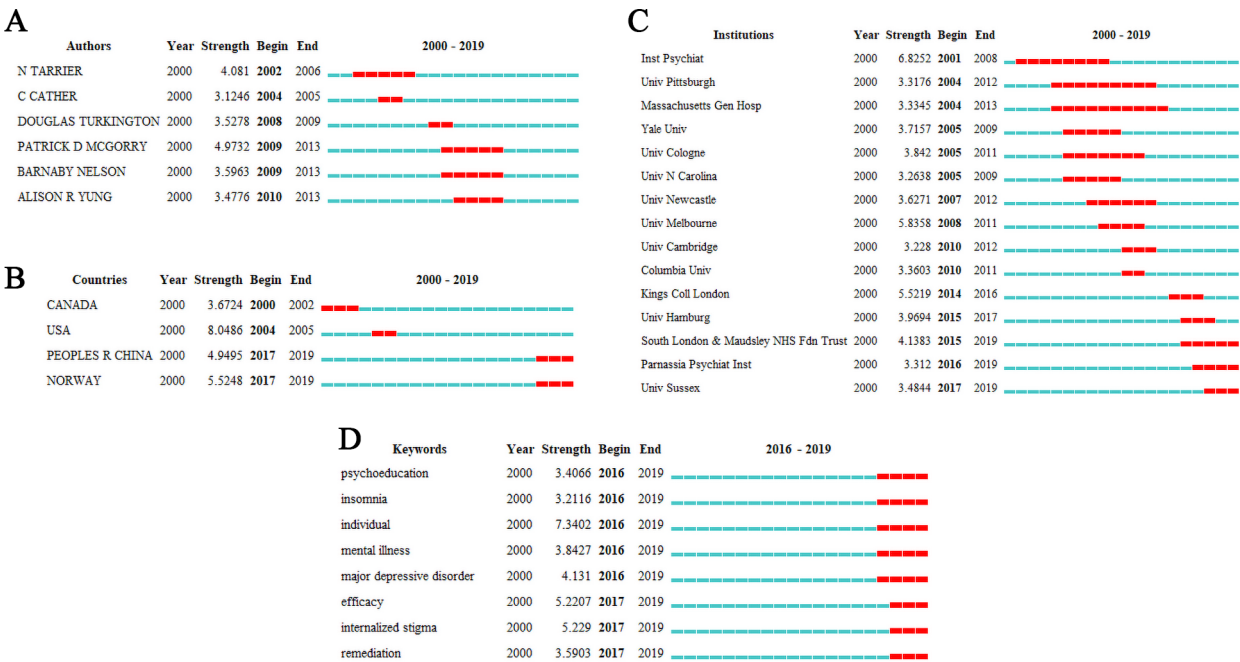 A
Authors Year Strength Begin End 2000 - 2019
N TARRIER 2000 4.081 2002 2006
C CATHER 2000 3.1246 2004 2005
DOUGLAS TURKINGTON 2000 3.5278 2008 2009
PATRICK D MCGORRY 2000 4.9732 2009 2013
BARNABY NELSON 2000 3.5963 2009 2013
ALISON R YUNG 2000 3.4776 2010 2013
B
Countries Year Strength Begin End 2000 - 2019
CANADA 2000 3.6724 2000 2002
USA 2000 8.0486 2004 2005
PEOPLES R CHINA 2000 4.9495 2017 2019
NORWAY 2000 5.5248 2017 2019
C
Institutions Year Strength Begin End 2000 - 2019
Inst Psychiat 2000 6.8252 2001 2008
Univ Pittsburgh 2000 3.3176 2004 2012
Massachusetts Gen Hosp 2000 3.3345 2004 2013
Yale Univ 2000 3.7157 2005 2009
Univ Cologne 2000 3.842 2005 2011
Univ N Carolina 2000 3.2638 2005 2009
Univ Newcastle 2000 3.6271 2007 2012
Univ Melbourne 2000 5.8358 2008 2011
Univ Cambridge 2000 3.228 2010 2012
Columbia Univ 2000 3.3603 2010 2011
Kings Coll London 2000 5.5219 2014 2016
Univ Hamburg 2000 3.9694 2015 2017
South London & Maudsley NHS Fdn Trust 2000 4.1383 2015 2019
Parnassia Psychiat Inst 2000 3.312 2016 2019
Univ Sussex 2000 3.4844 2017 2019
D
Keywords Year Strength Begin End 2016 - 2019
psychoeducation 2000 3.4066 2016 2019
insomnia 2000 3.2116 2016 2019
individual 2000 7.3402 2016 2019
mental illness 2000 3.8427 2016 2019
major depressive disorder 2000 4.131 2016 2019
efficacy 2000 5.2207 2017 2019
internalized stigma 2000 5.229 2017 2019
remediation 2000 3.5903 2017 2019